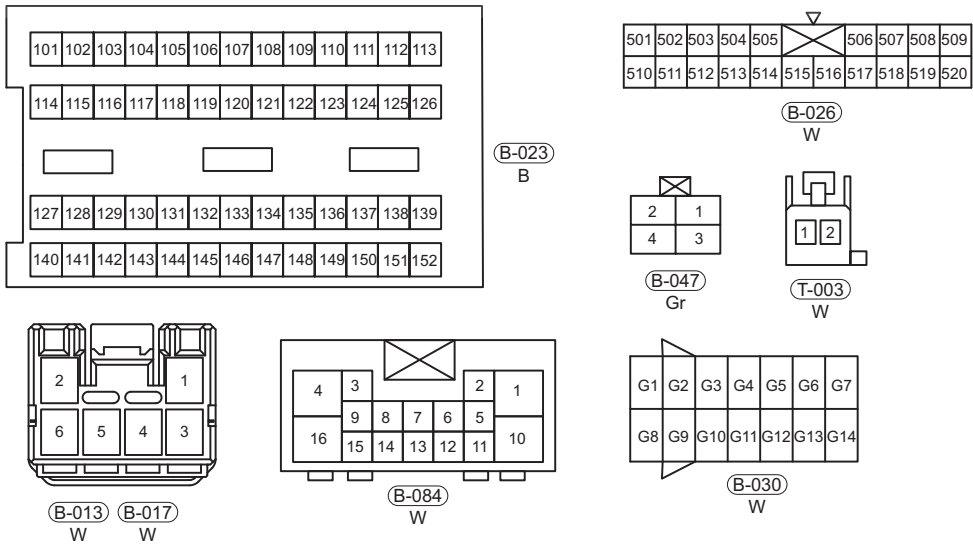 101 102 103 104 105 106 107 108 109 110 111 112 113
114 115 116 117 118 119 120 121 122 123 124 125 126
127 128 129 130 131 132 133 134 135 136 137 138 139
140 141 142 143 144 145 146 147 148 149 150 151 152
B-023
B
501 502 503 504 505 506 507 508 509
510 511 512 513 514 515 516 517 518 519 520
B-026
W
2 1
4 3
B-047
Gr
1 2
T-003
W
2 1
6 5 4 3
B-013 B-017
W W
4 3 2 1
9 8 7 6 5
16 15 14 13 12 11 10
B-084
W
G1 G2 G3 G4 G5 G6 G7
G8 G9 G10 G11 G12 G13 G14
B-030
W